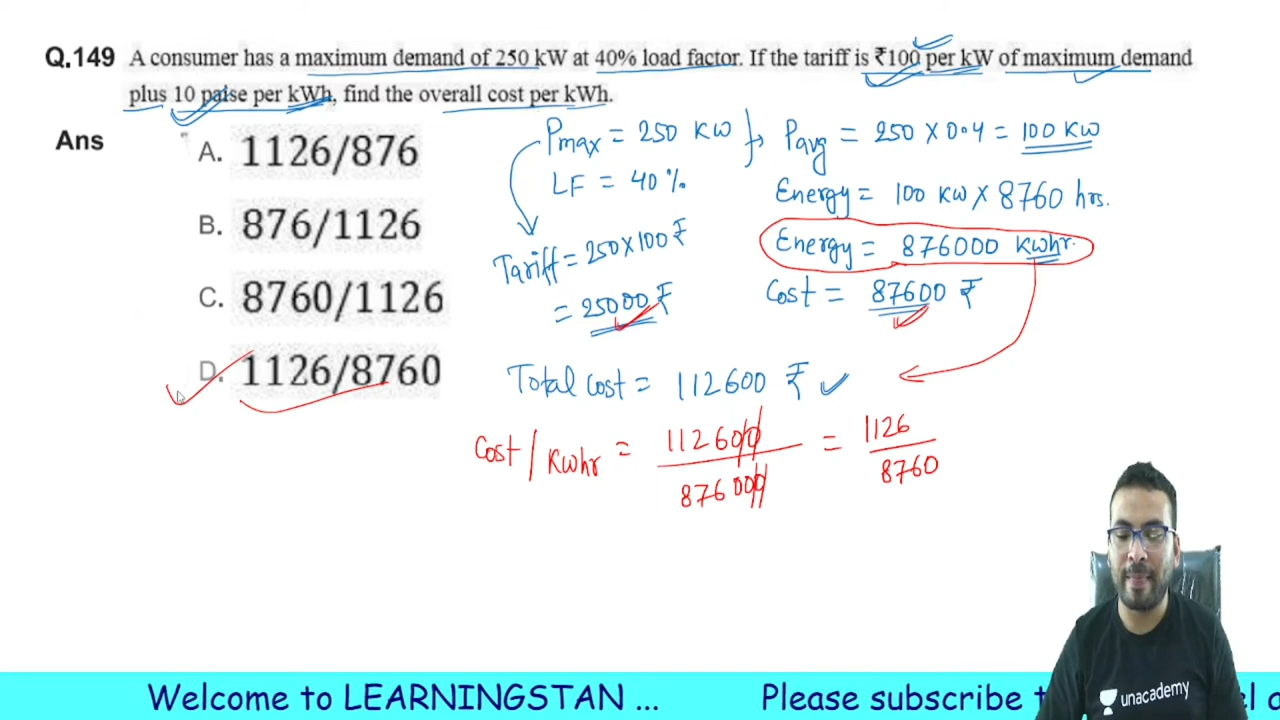 Q.149 A consumer has a maximum demand of 250 kW at 40% load factor. If the tariff is ₹100 per kW of maximum demand
plus 10 paise per kWh, find the overall cost per kWh.
Ans
A. 1126/876
B. 876/1126
C. 8760/1126
D. 1126/8760
Pmax = 250 KW
LF = 40%
Tariff = 250 × 100 ₹
= 25000 ₹
Pavg = 250 × 0.4 = 100 KW
Energy = 100 KW × 8760 hrs.
Energy = 876000 kwhr.
Cost = 87600 ₹
Total cost = 112600 ₹
Cost / kwhr = 112600 / 876000 = 1126 / 8760
unacademy
Welcome to LEARNINGSTAN ... Please subscribe